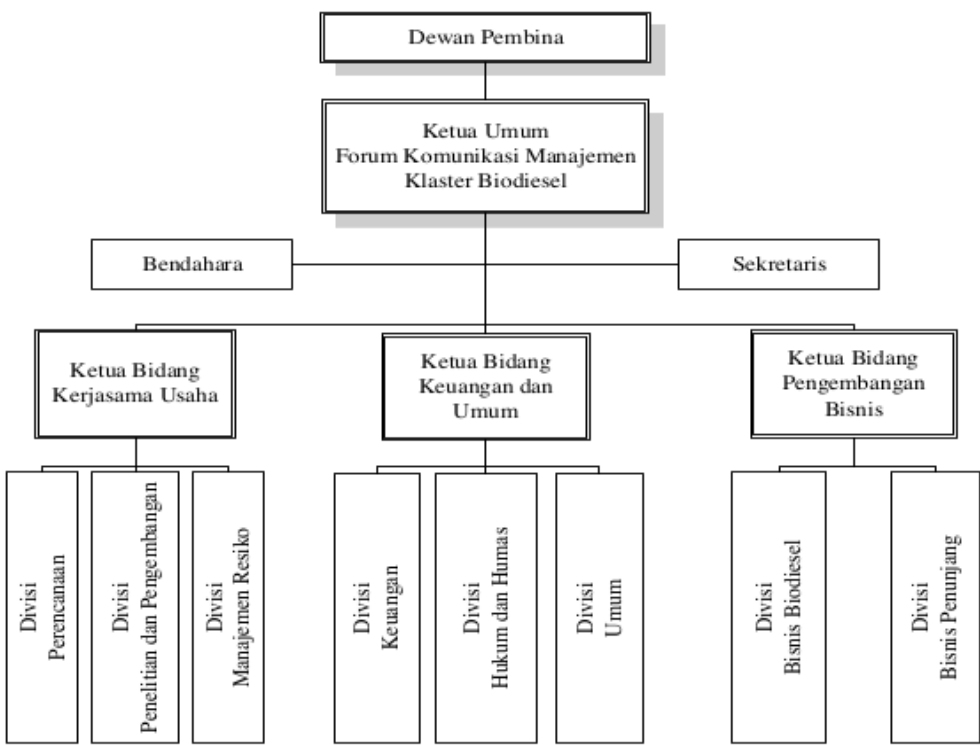 Dewan Pembina
Ketua Umum
Forum Komunikasi Manajemen
Klaster Biodiesel
Bendahara
Sekretaris
Ketua Bidang
Kerjasama Usaha
Ketua Bidang
Keuangan dan
Umum
Ketua Bidang
Pengembangan
Bisnis
Divisi
Perencanaan
Divisi
Penelitian dan Pengembangan
Divisi
Manajemen Resiko
Divisi
Keuangan
Divisi
Hukum dan Humas
Divisi
Umum
Divisi
Bisnis Biodiesel
Divisi
Bisnis Penunjang